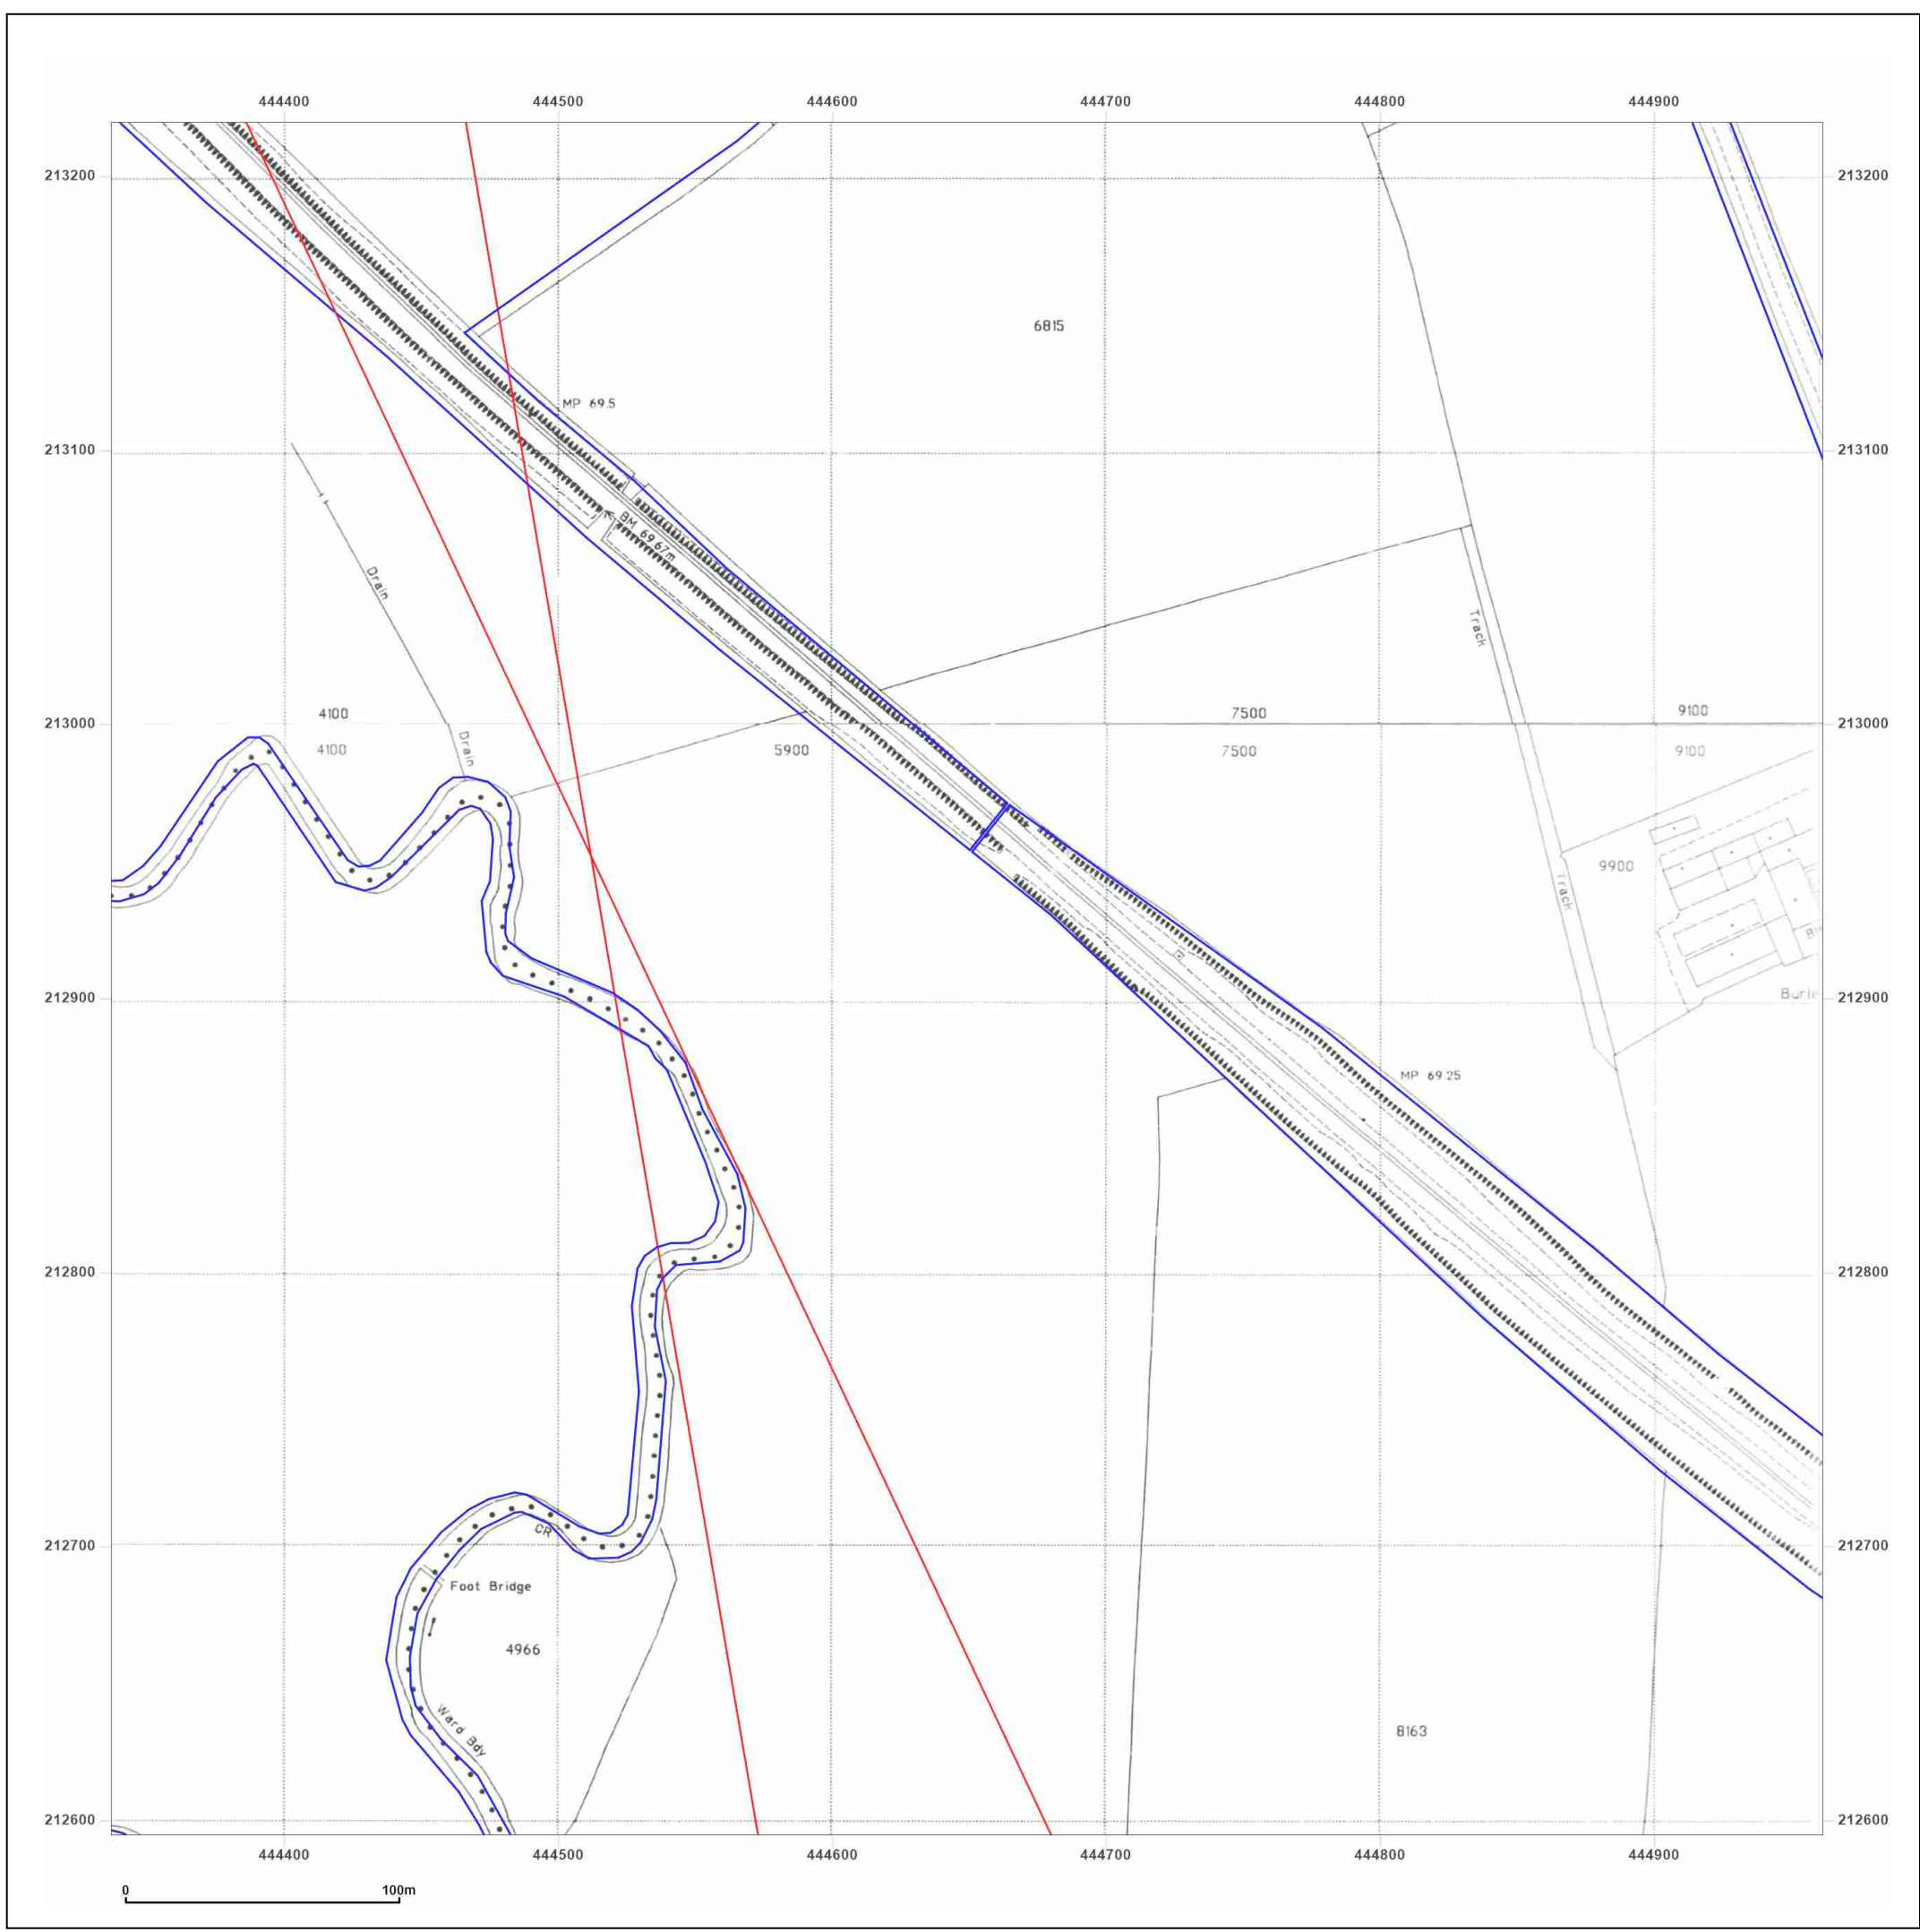 444400 444500 444600 444700 444800 444900
213200 213200
6815
MP 69.5
213100 213100
BM 69.67m
Drain
Track
4100 7500 9100
213000 213000
Drain
4100 5900 7500 9100
9900
Track
212900 212900
Burle
MP 69.25
212800 212800
CR
212700 212700
Foot Bridge
4966
Ward Bdy
8163
212600 212600
444400 444500 444600 444700 444800 444900
0 100m